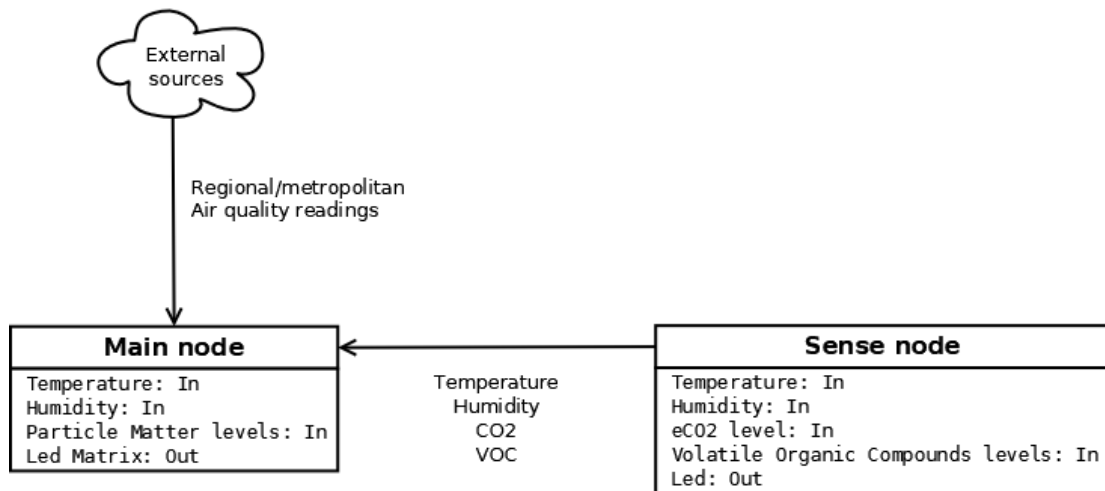 External
sources
Regional/metropolitan
Air quality readings
Main node
Temperature: In
Humidity: In
Particle Matter levels: In
Led Matrix: Out
Temperature
Humidity
CO2
VOC
Sense node
Temperature: In
Humidity: In
eCO2 level: In
Volatile Organic Compounds levels: In
Led: Out